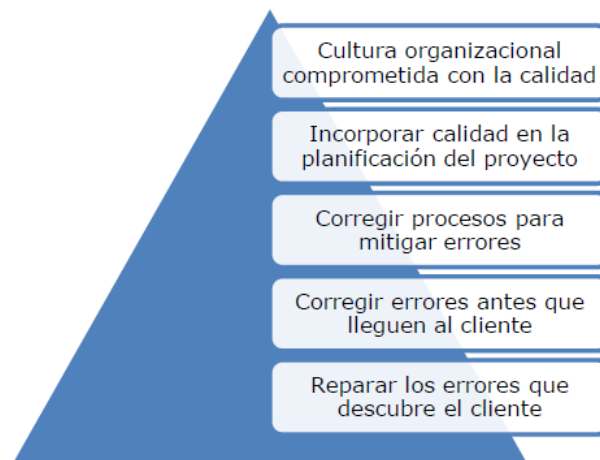 Cultura organizacional
comprometida con la calidad
Incorporar calidad en la
planificación del proyecto
Corregir procesos para
mitigar errores
Corregir errores antes que
lleguen al cliente
Reparar los errores que
descubre el cliente